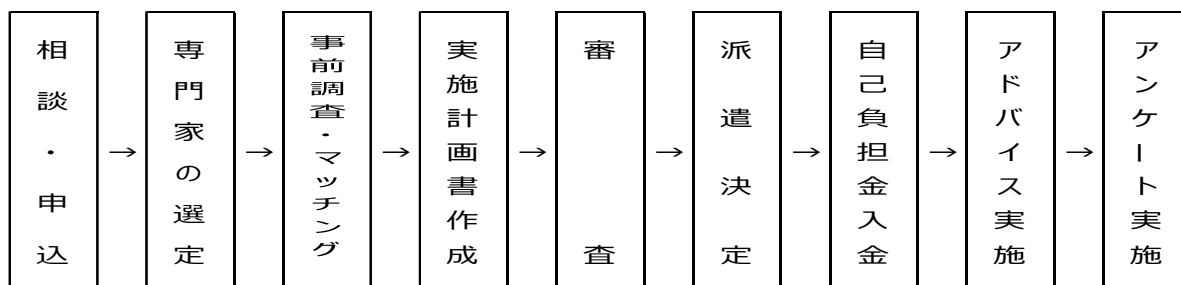 相談・申込
→
専門家の選定
→
事前調査・マッチング
→
実施計画書作成
→
審査
→
派遣決定
→
自己負担金入金
→
アドバイス実施
→
アンケート実施